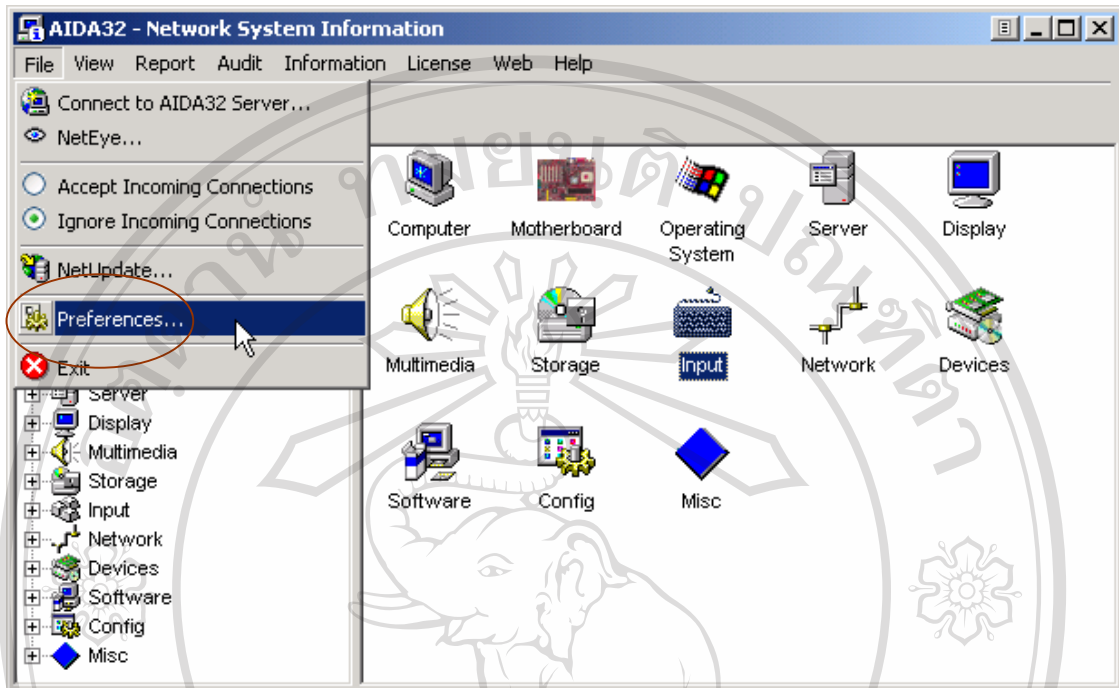 AIDA32 - Network System Information
File View Report Audit Information License Web Help
Connect to AIDA32 Server...
NetEye...
Accept Incoming Connections
Ignore Incoming Connections
NetUpdate...
Preferences...
Exit
Server
Display
Multimedia
Storage
Input
Network
Devices
Software
Config
Misc
Computer
Motherboard
Operating
System
Server
Display
Multimedia
Storage
Input
Network
Devices
Software
Config
Misc